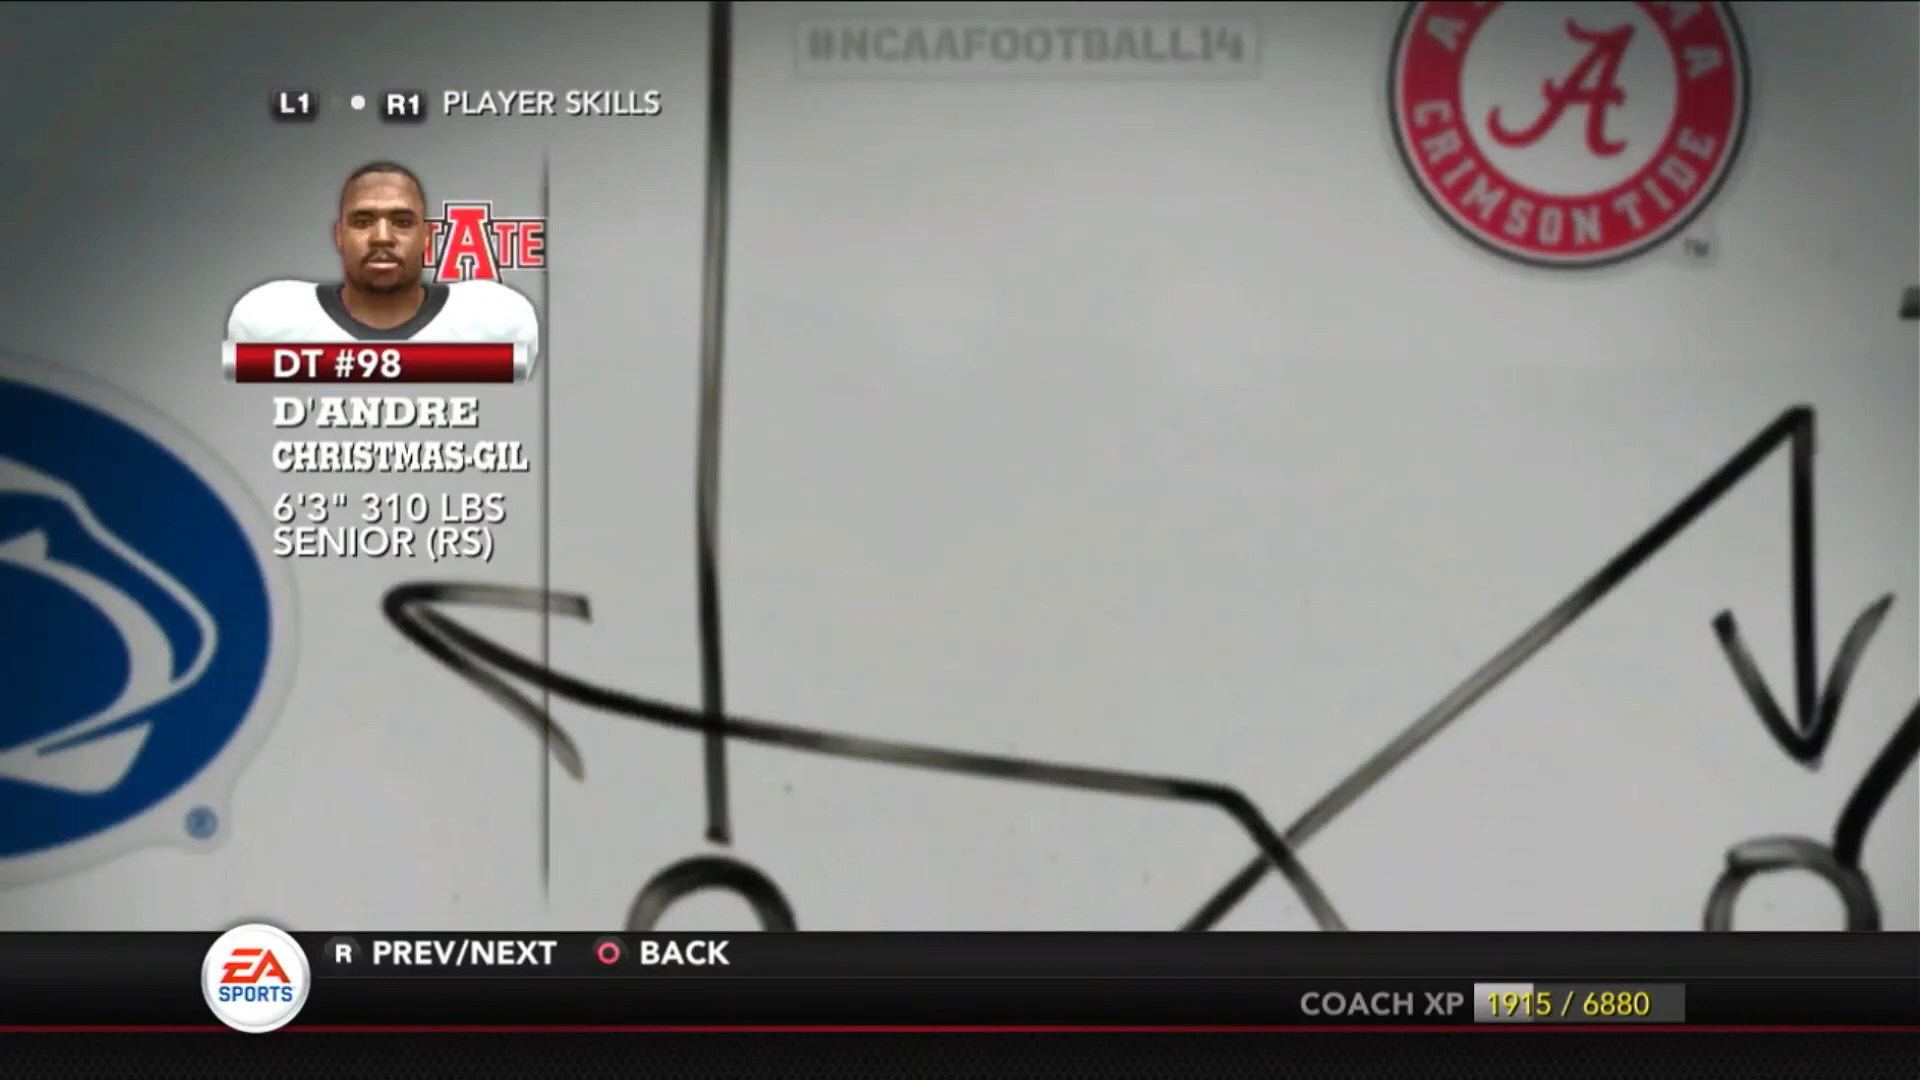 #NCAAFOOTBALL14
ALABAMA CRIMSON TIDE
A
TM
L1 R1 PLAYER SKILLS
STATE
DT #98
D'ANDRE
CHRISTMAS-GIL
6'3" 310 LBS
SENIOR (RS)
®
EA
SPORTS
R PREV/NEXT BACK
COACH XP 1915 / 6880